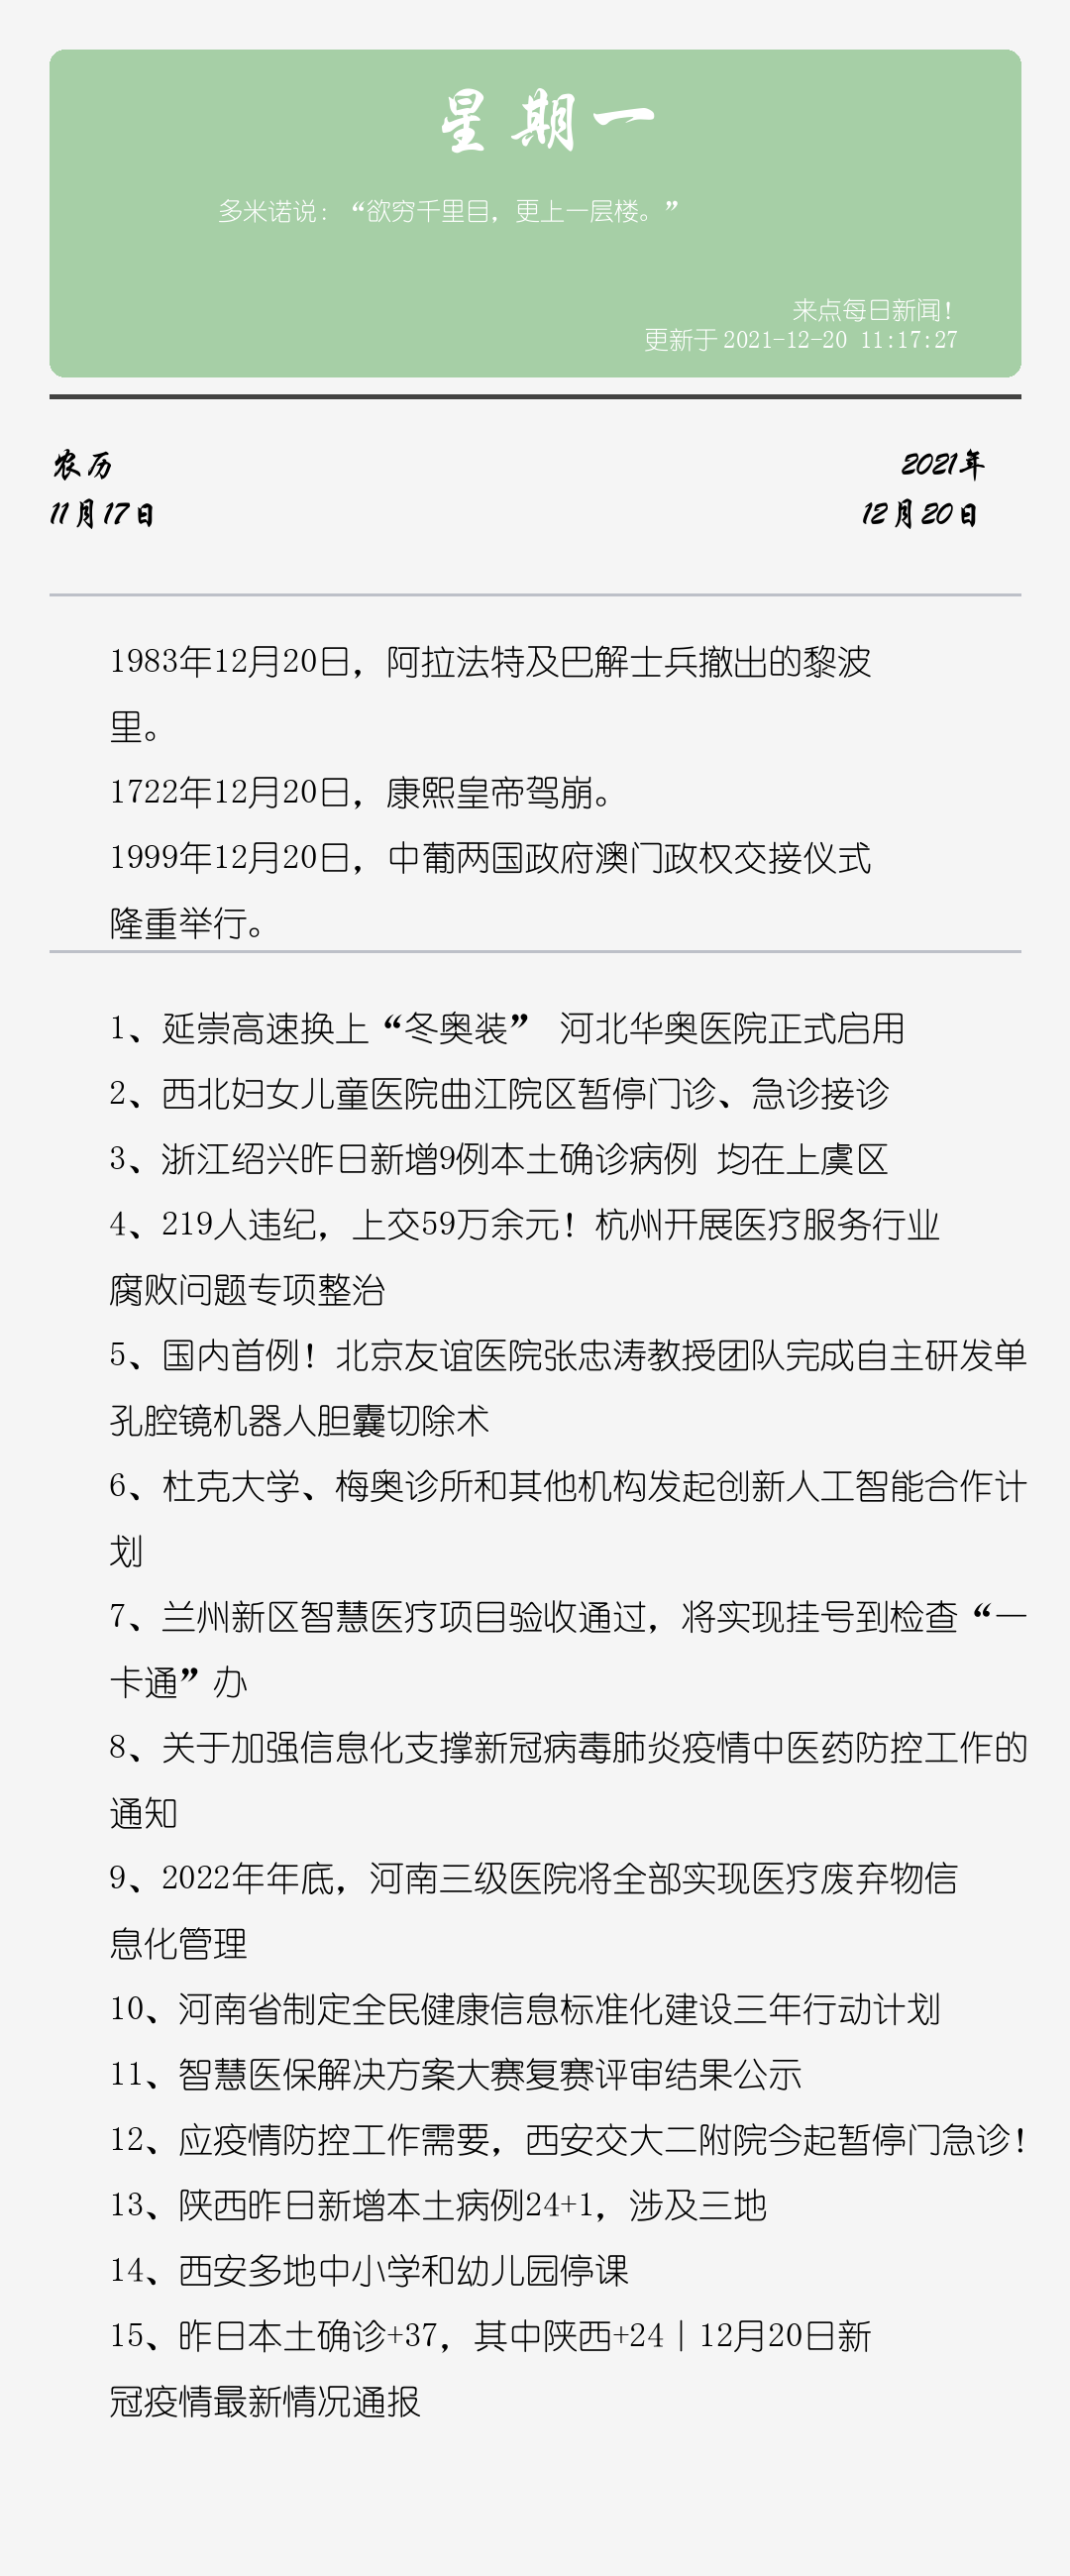 星期一
多米诺说：“欲穷千里目，更上一层楼。”
来点每日新闻！
更新于 2021-12-20 11:17:27
农历
2021年
11月17日
12月20日
1983年12月20日，阿拉法特及巴解士兵撤出的黎波
里。
1722年12月20日，康熙皇帝驾崩。
1999年12月20日，中葡两国政府澳门政权交接仪式
隆重举行。
1、延崇高速换上“冬奥装” 河北华奥医院正式启用
2、西北妇女儿童医院曲江院区暂停门诊、急诊接诊
3、浙江绍兴昨日新增9例本土确诊病例 均在上虞区
4、219人违纪，上交59万余元！杭州开展医疗服务行业
腐败问题专项整治
5、国内首例！北京友谊医院张忠涛教授团队完成自主研发单
孔腔镜机器人胆囊切除术
6、杜克大学、梅奥诊所和其他机构发起创新人工智能合作计
划
7、兰州新区智慧医疗项目验收通过，将实现挂号到检查“一
卡通”办
8、关于加强信息化支撑新冠病毒肺炎疫情中医药防控工作的
通知
9、2022年年底，河南三级医院将全部实现医疗废弃物信
息化管理
10、河南省制定全民健康信息标准化建设三年行动计划
11、智慧医保解决方案大赛复赛评审结果公示
12、应疫情防控工作需要，西安交大二附院今起暂停门急诊！
13、陕西昨日新增本土病例24+1，涉及三地
14、西安多地中小学和幼儿园停课
15、昨日本土确诊+37，其中陕西+24丨12月20日新
冠疫情最新情况通报